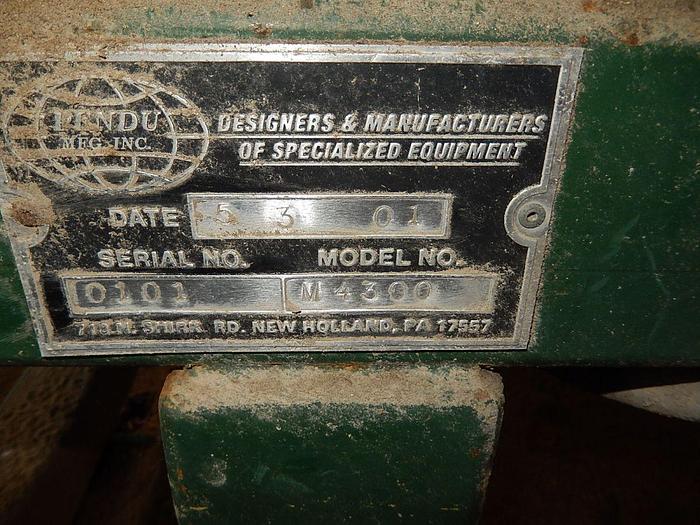 PENDU
MFG. INC.
DESIGNERS & MANUFACTURERS
OF SPECIALIZED EQUIPMENT
DATE 5 3 01
SERIAL NO. MODEL NO.
0101 M 4300
RD. NEW HOLLAND, PA 17557